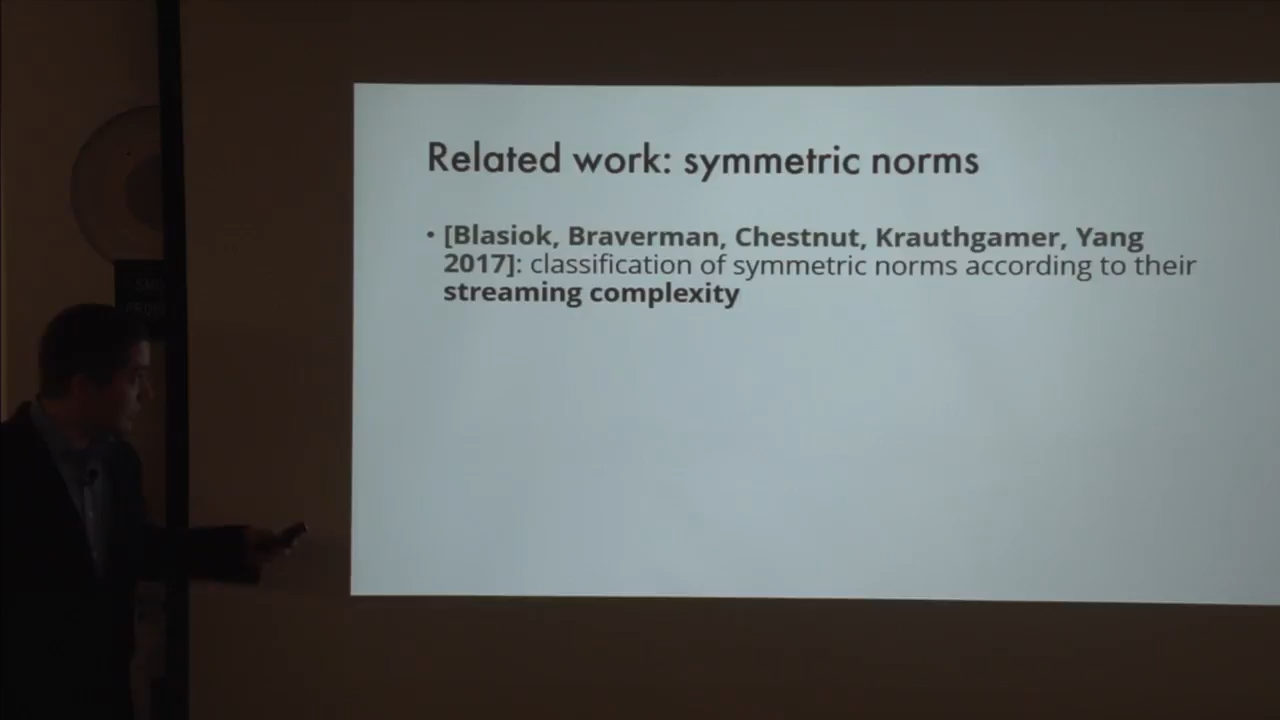 Related work: symmetric norms
• [Blasiok, Braverman, Chestnut, Krauthgamer, Yang
2017]: classification of symmetric norms according to their
streaming complexity